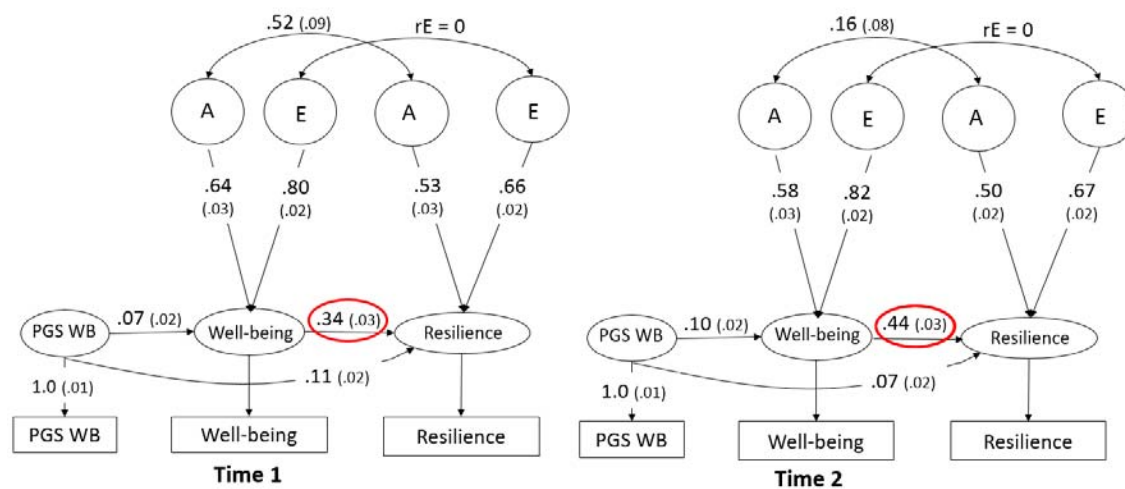 .52 (.09)
rE = 0
A
E
A
E
.64
(.03)
.80
(.02)
.53
(.03)
.66
(.02)
PGS WB
.07 (.02)
Well-being
.34 (.03)
Resilience
.11 (.02)
1.0 (.01)
PGS WB
Well-being
Resilience
Time 1
.16 (.08)
rE = 0
A
E
A
E
.58
(.03)
.82
(.02)
.50
(.02)
.67
(.02)
PGS WB
.10 (.02)
Well-being
.44 (.03)
Resilience
.07 (.02)
1.0 (.01)
PGS WB
Well-being
Resilience
Time 2